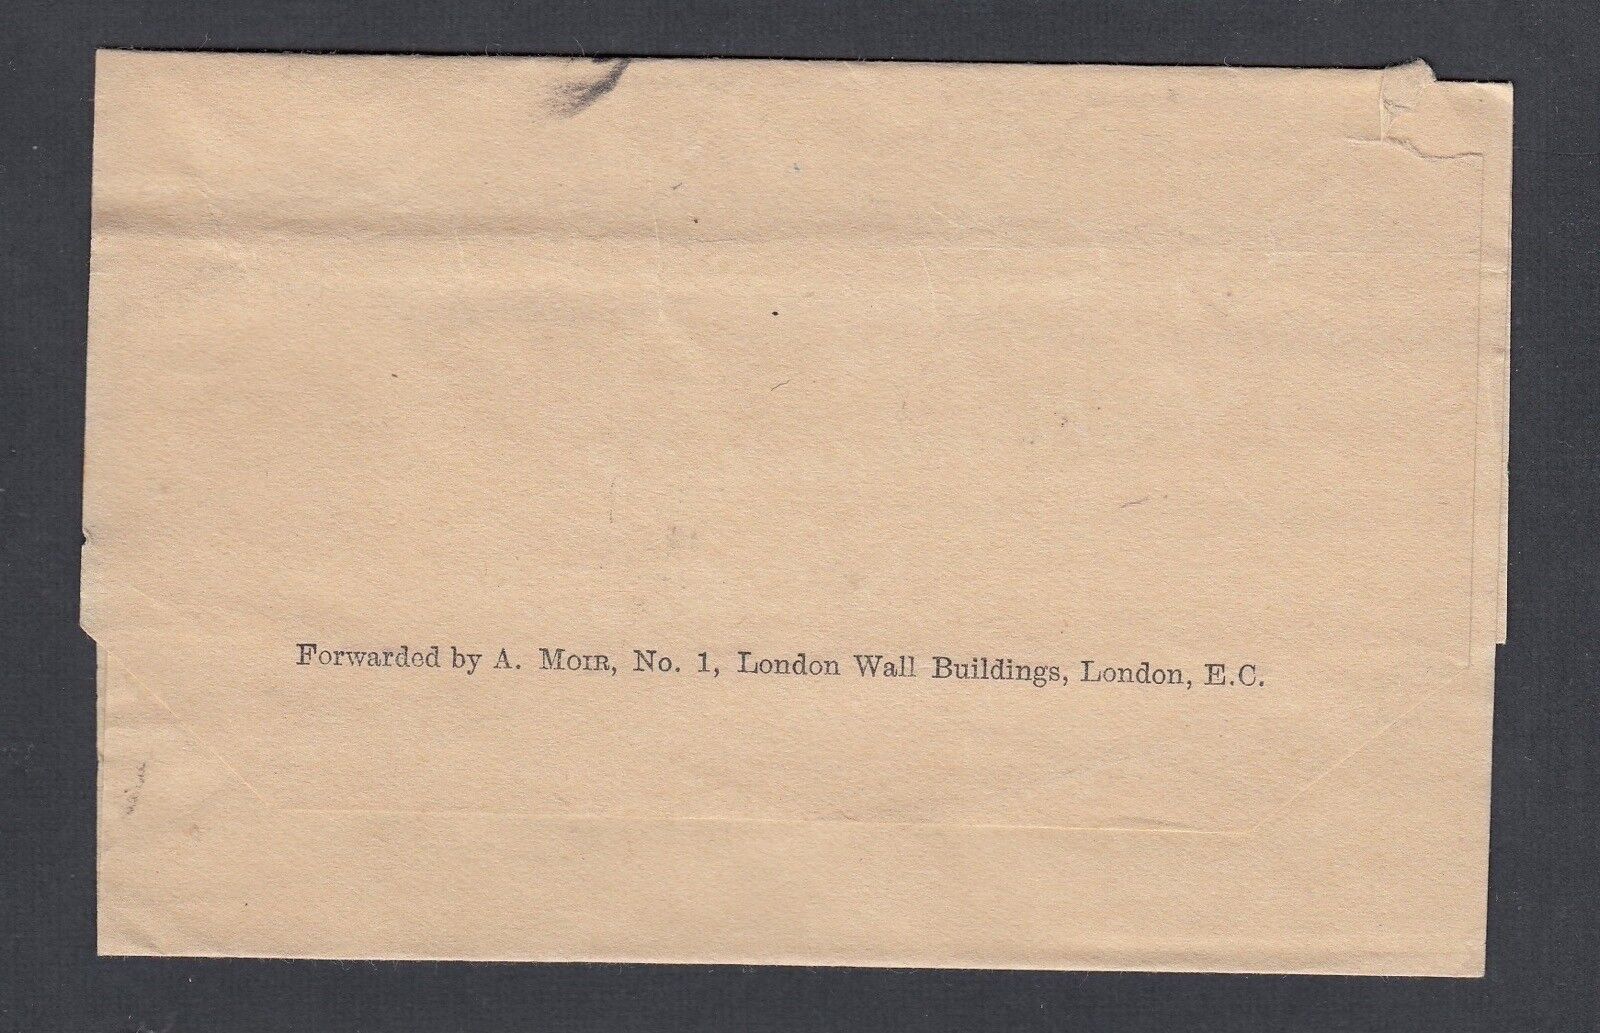 Forwarded by A. Moir, No. 1, London Wall Buildings, London, E.C.